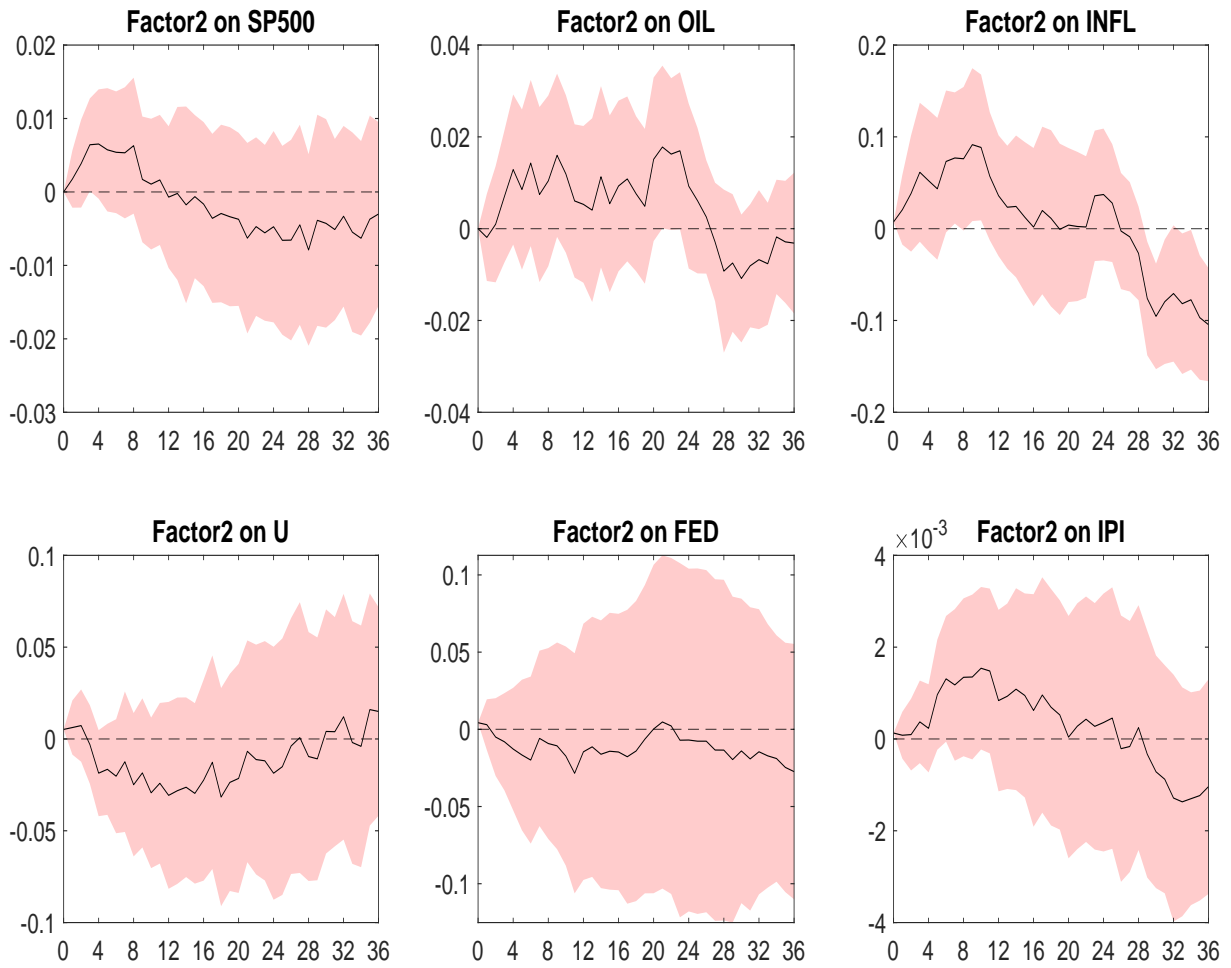 Factor2 on SP500
0.02
0.01
0
-0.01
-0.02
-0.03
0 4 8 12 16 20 24 28 32 36
Factor2 on OIL
0.04
0.02
0
-0.02
-0.04
0 4 8 12 16 20 24 28 32 36
Factor2 on INFL
0.2
0.1
0
-0.1
-0.2
0 4 8 12 16 20 24 28 32 36
Factor2 on U
0.1
0.05
0
-0.05
-0.1
0 4 8 12 16 20 24 28 32 36
Factor2 on FED
0.1
0.05
0
-0.05
-0.1
0 4 8 12 16 20 24 28 32 36
Factor2 on IPI
×10⁻³
4
2
0
-2
-4
0 4 8 12 16 20 24 28 32 36